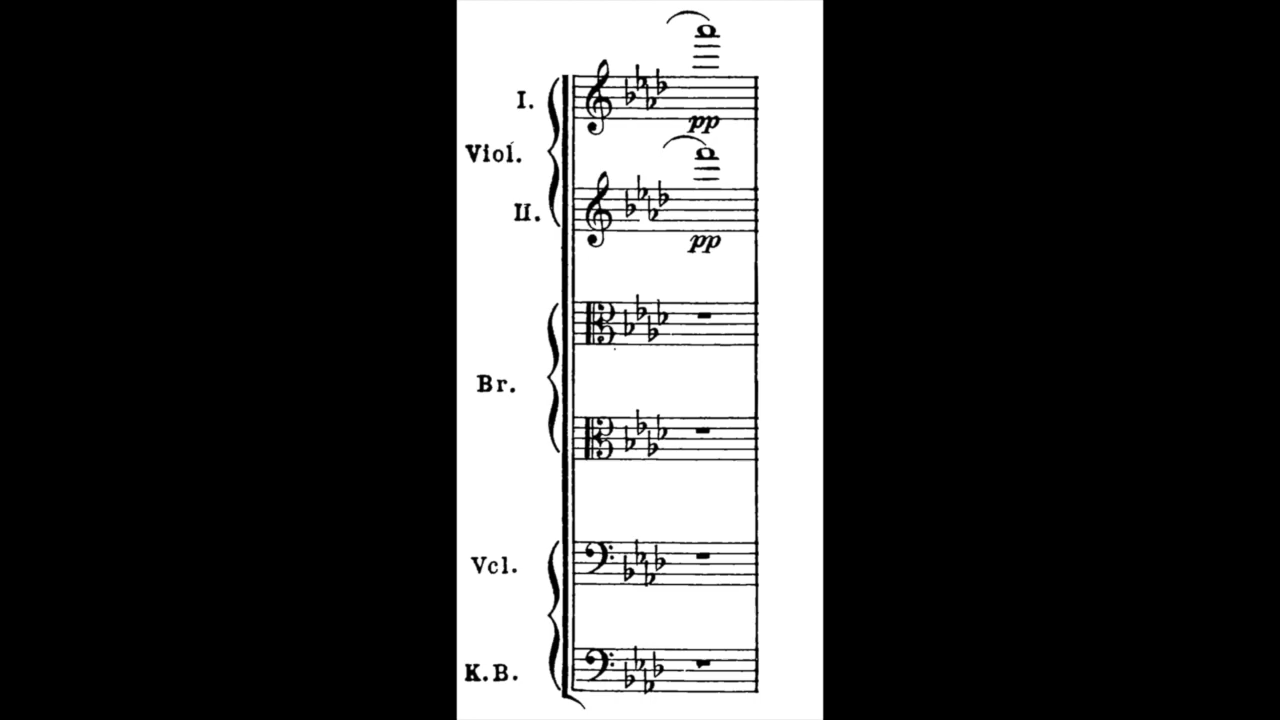 I.
pp
Viol.
II.
pp
Br.
Vcl.
K.B.